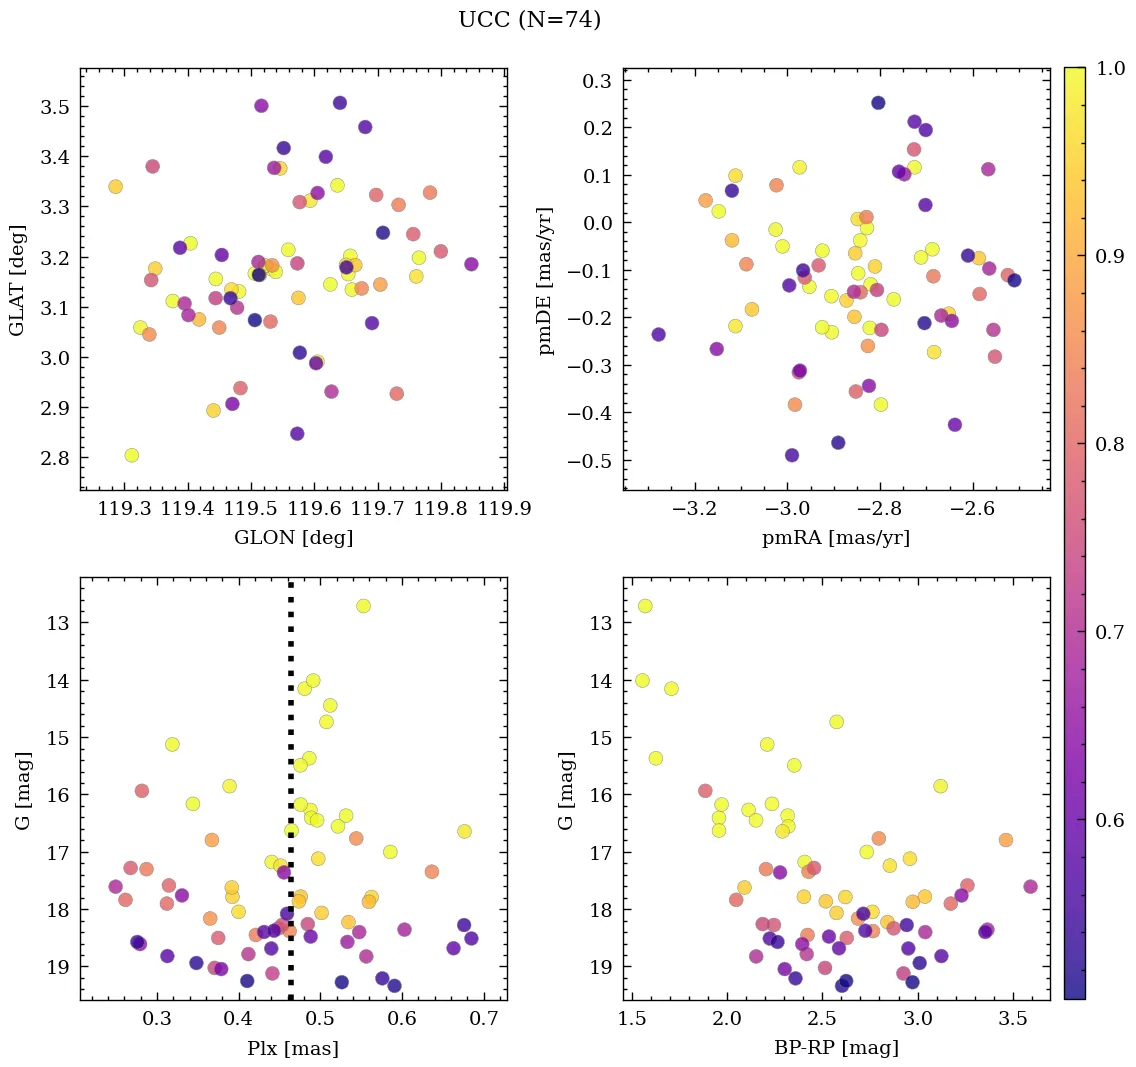 UCC (N=74)
3.5
3.4
3.3
3.2
3.1
3.0
2.9
2.8
GLAT [deg]
119.3 119.4 119.5 119.6 119.7 119.8 119.9
GLON [deg]
0.3
0.2
0.1
0.0
−0.1
−0.2
−0.3
−0.4
−0.5
pmDE [mas/yr]
−3.2 −3.0 −2.8 −2.6
pmRA [mas/yr]
1.0
0.9
0.8
0.7
0.6
13
14
15
16
17
18
19
G [mag]
0.3 0.4 0.5 0.6 0.7
Plx [mas]
13
14
15
16
17
18
19
G [mag]
1.5 2.0 2.5 3.0 3.5
BP-RP [mag]